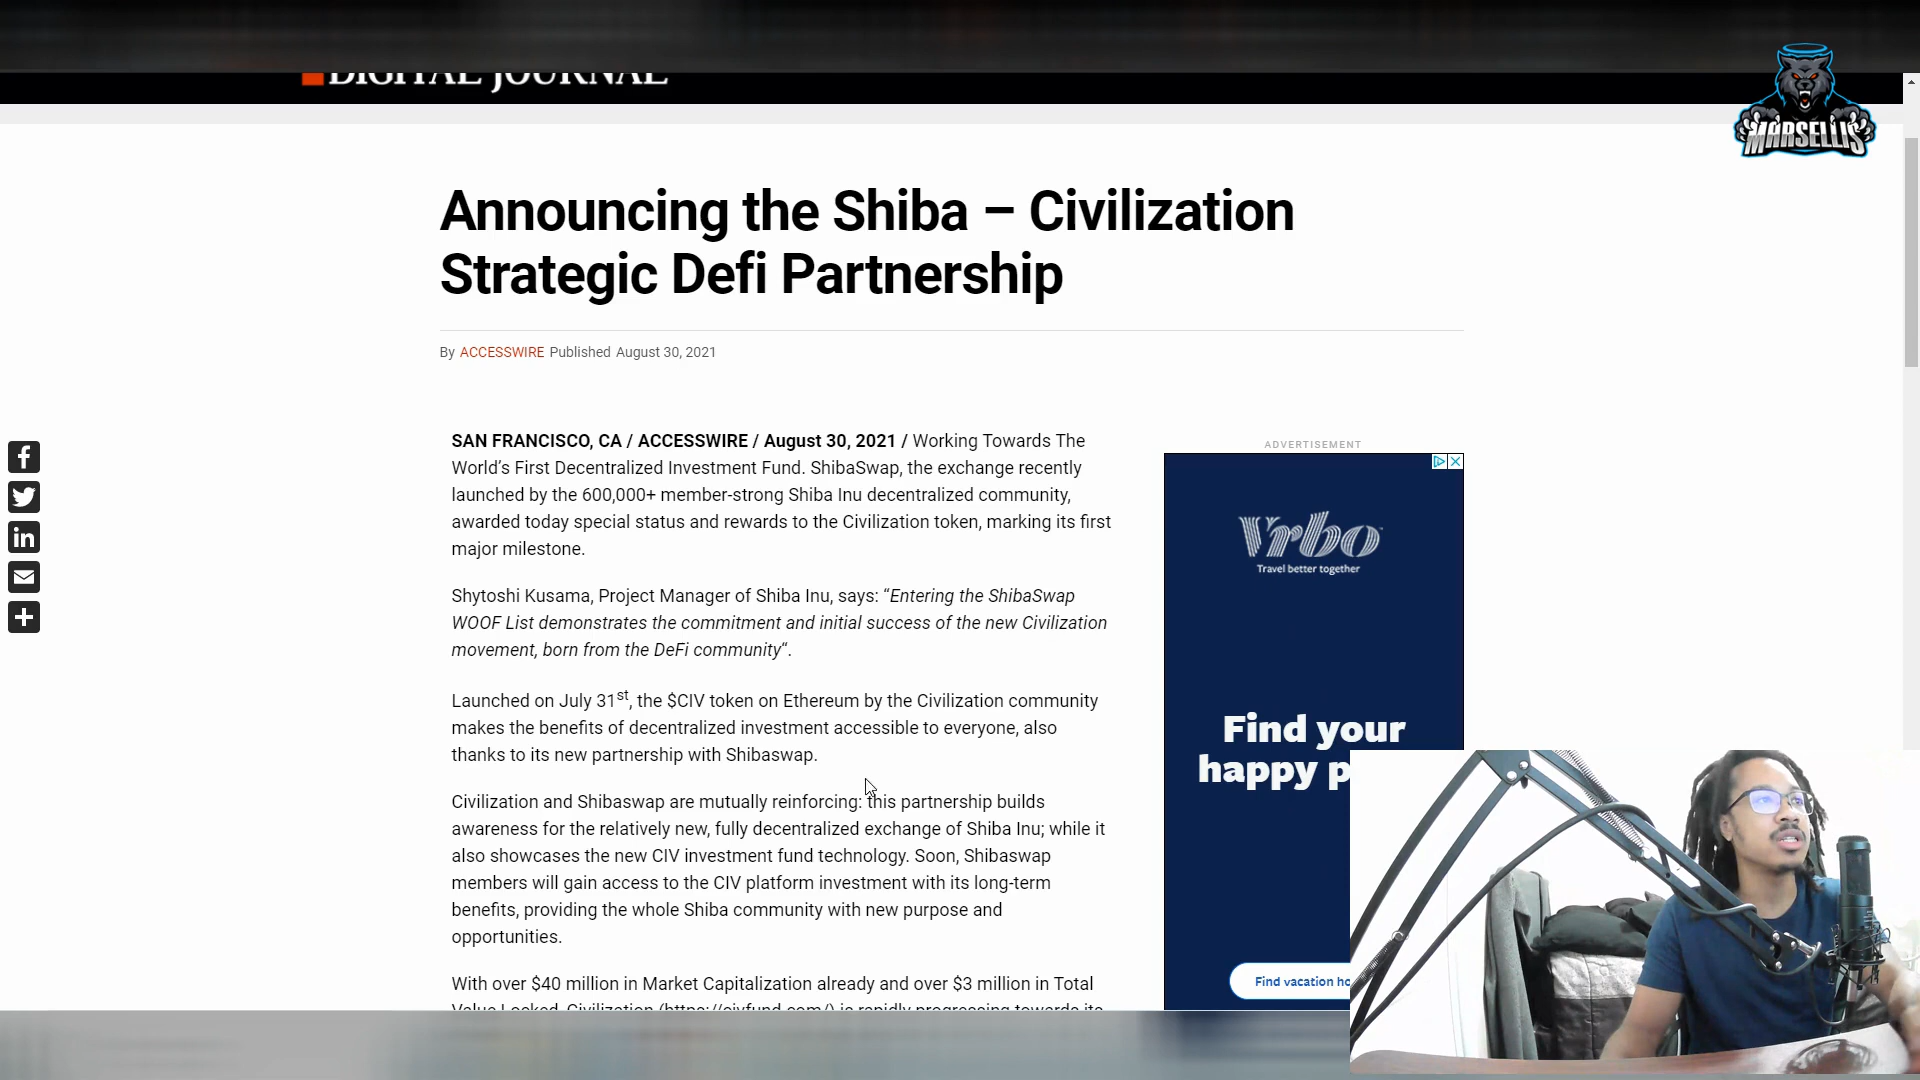 DIGITAL JOURNAL
MARSELLIS
Announcing the Shiba – Civilization
Strategic Defi Partnership
By ACCESSWIRE Published August 30, 2021
SAN FRANCISCO, CA / ACCESSWIRE / August 30, 2021 / Working Towards The
World’s First Decentralized Investment Fund. ShibaSwap, the exchange recently
launched by the 600,000+ member-strong Shiba Inu decentralized community,
awarded today special status and rewards to the Civilization token, marking its first
major milestone.
Shytoshi Kusama, Project Manager of Shiba Inu, says: “Entering the ShibaSwap
WOOF List demonstrates the commitment and initial success of the new Civilization
movement, born from the DeFi community“.
Launched on July 31st, the $CIV token on Ethereum by the Civilization community
makes the benefits of decentralized investment accessible to everyone, also
thanks to its new partnership with Shibaswap.
Civilization and Shibaswap are mutually reinforcing: this partnership builds
awareness for the relatively new, fully decentralized exchange of Shiba Inu; while it
also showcases the new CIV investment fund technology. Soon, Shibaswap
members will gain access to the CIV platform investment with its long-term
benefits, providing the whole Shiba community with new purpose and
opportunities.
With over $40 million in Market Capitalization already and over $3 million in Total
Value Locked, Civilization (https://civfund.com/) is rapidly progressing towards its
ADVERTISEMENT
Vrbo
Travel better together
Find your
happy p
Find vacation ho